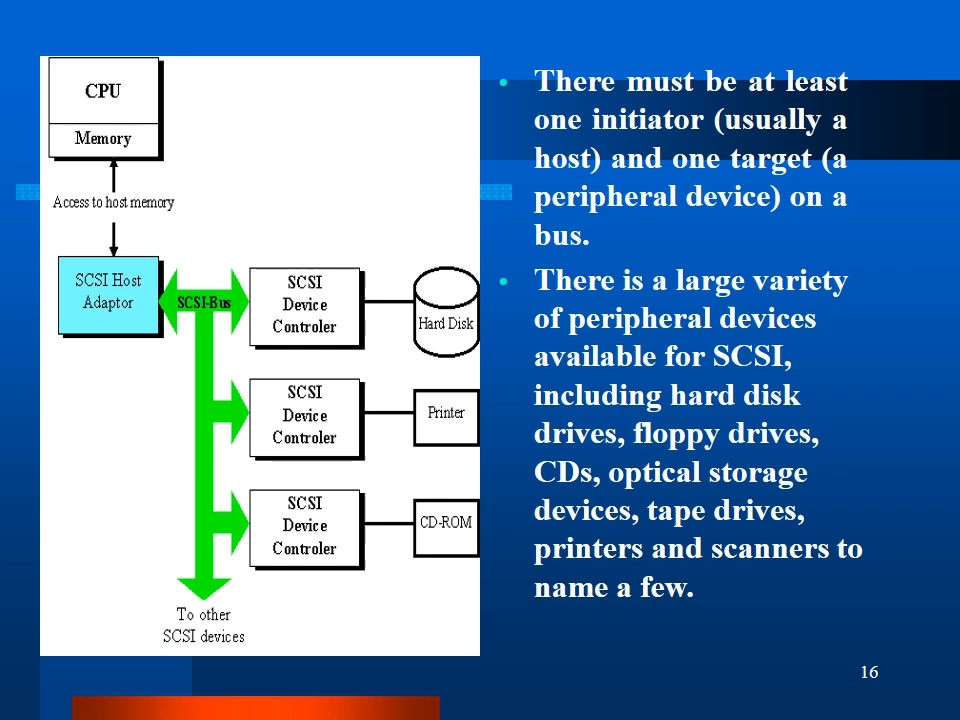 CPU
Memory
Access to host memory
SCSI Host
Adaptor
SCSI-Bus
SCSI
Device
Controler
Hard Disk
SCSI
Device
Controler
Printer
SCSI
Device
Controler
CD-ROM
To other
SCSI devices
• There must be at least
one initiator (usually a
host) and one target (a
peripheral device) on a
bus.
• There is a large variety
of peripheral devices
available for SCSI,
including hard disk
drives, floppy drives,
CDs, optical storage
devices, tape drives,
printers and scanners to
name a few.
16